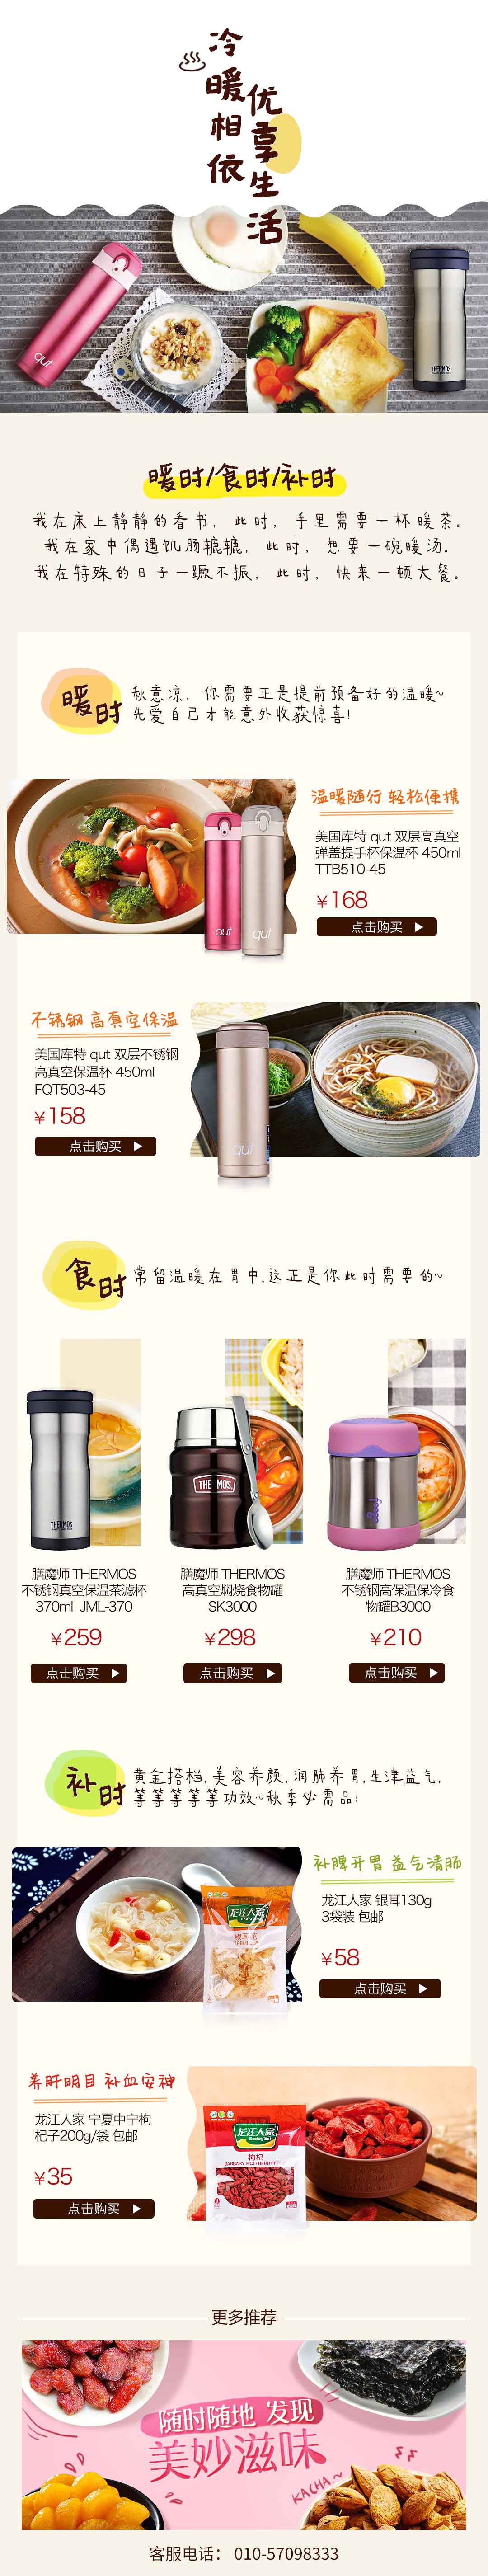 冷暖相依
优享生活
qut
THERMOS
暖时/食时/补时
我在床上静静的看书，此时，手里需要一杯暖茶。
我在家中偶遇饥肠辘辘，此时，想要一碗暖汤。
我在特殊的日子一蹶不振，此时，快来一顿大餐。
暖时
秋意凉，你需要正是提前预备好的温暖~
先爱自己才能意外收获惊喜!
温暖随行 轻松便携
美国库特 qut 双层高真空
弹盖提手杯保温杯 450ml
TTB510-45
¥168
点击购买
qut
qut
不锈钢 高真空保温
美国库特 qut 双层不锈钢
高真空保温杯 450ml
FQT503-45
¥158
点击购买
qut
食时
常留温暖在胃中,这正是你此时需要的~
THERMOS
THERMOS.
膳魔师 THERMOS
不锈钢真空保温茶滤杯
370ml JML-370
¥259
点击购买
膳魔师 THERMOS
高真空焖烧食物罐
SK3000
¥298
点击购买
膳魔师 THERMOS
不锈钢高保温保冷食
物罐B3000
¥210
点击购买
补时
黄金搭档,美容养颜,润肺养胃,生津益气,
等等等等等等功效~秋季必需品!
补脾开胃 益气清肠
龙江人家 银耳130g
3袋装 包邮
¥58
点击购买
龙江人家
养肝明目 补血安神
龙江人家 宁夏中宁枸
杞子200g/袋 包邮
¥35
点击购买
龙江人家
枸杞
更多推荐
随时随地 发现
美妙滋味
KACHA~
客服电话： 010-57098333